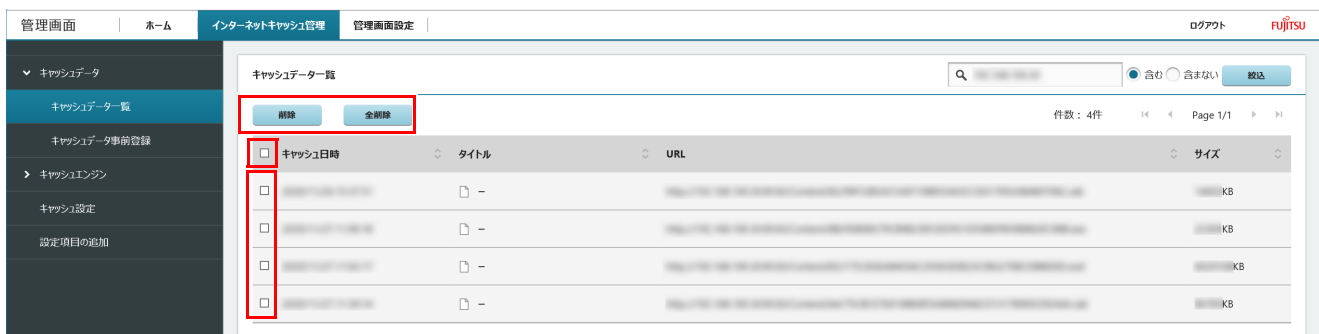 管理画面 ホーム インターネットキャッシュ管理 管理画面設定 ログアウト FUJITSU
キャッシュデータ
キャッシュデータ一覧
キャッシュデータ事前登録
キャッシュエンジン
キャッシュ設定
設定項目の追加
キャッシュデータ一覧 含む 含まない 絞込
削除 全削除 件数： 4件 Page 1/1
キャッシュ日時 タイトル URL サイズ
– KB
– KB
– KB
– KB